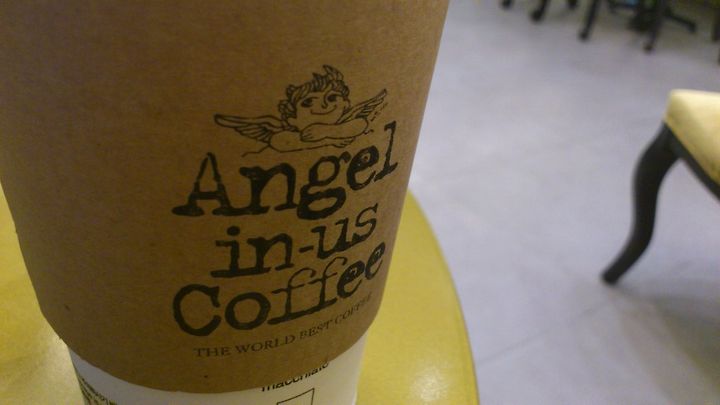 Angel
in-us
Coffee
THE WORLD BEST COFFEE
macchiato